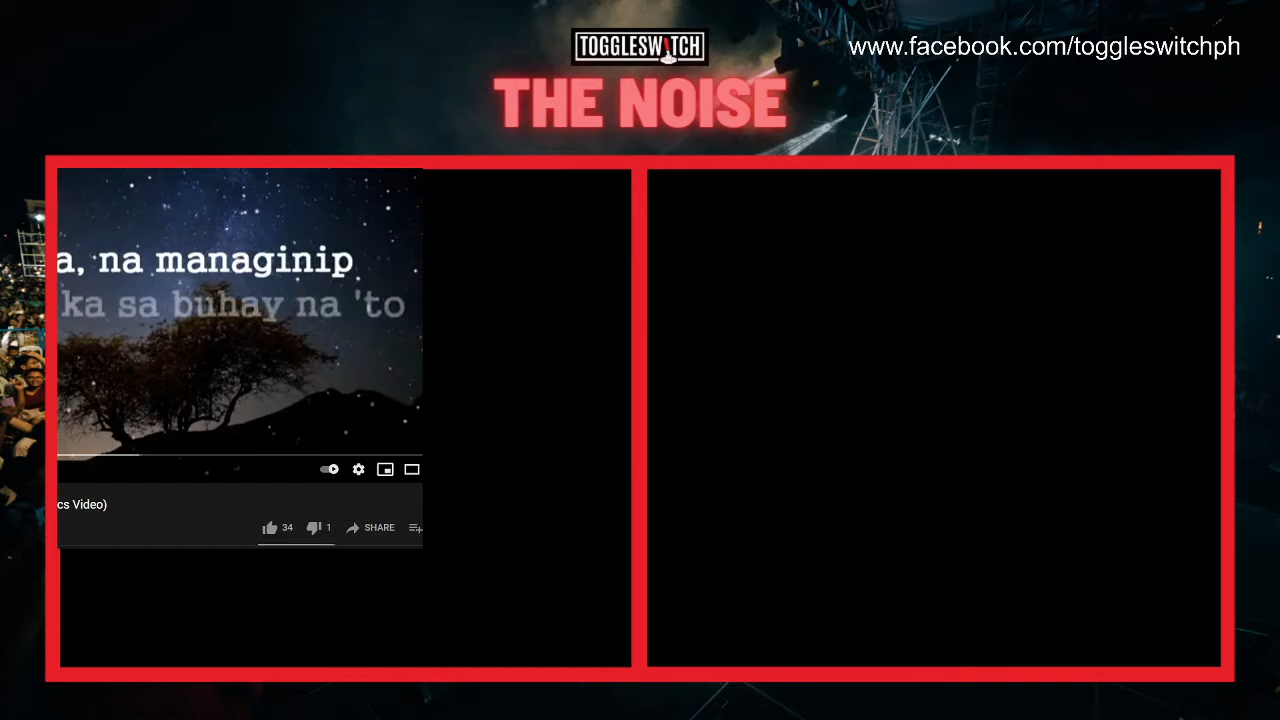 TOGGLESWITCH
www.facebook.com/toggleswitchph
THE NOISE
a, na managinip
ka sa buhay na 'to
cs Video)
34 1 SHARE